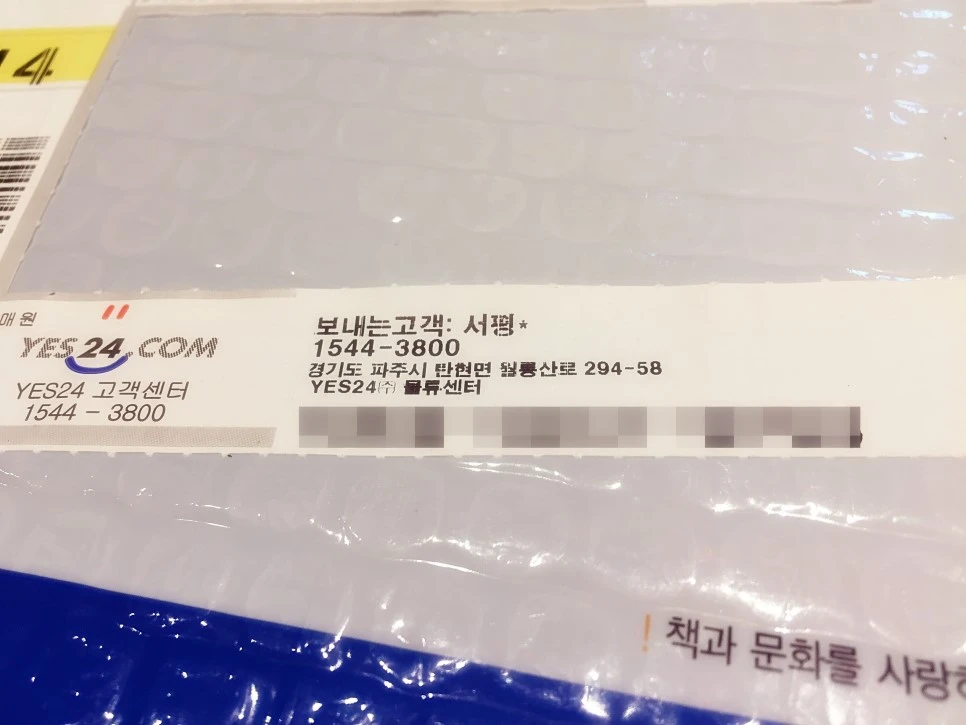 14
매 원
YES24.COM
YES24 고객센터
1544 - 3800
보내는고객: 서평*
1544-3800
경기도 파주시 탄현면 월롱산로 294-58
YES24㈜ 물류센터
책과 문화를 사랑하